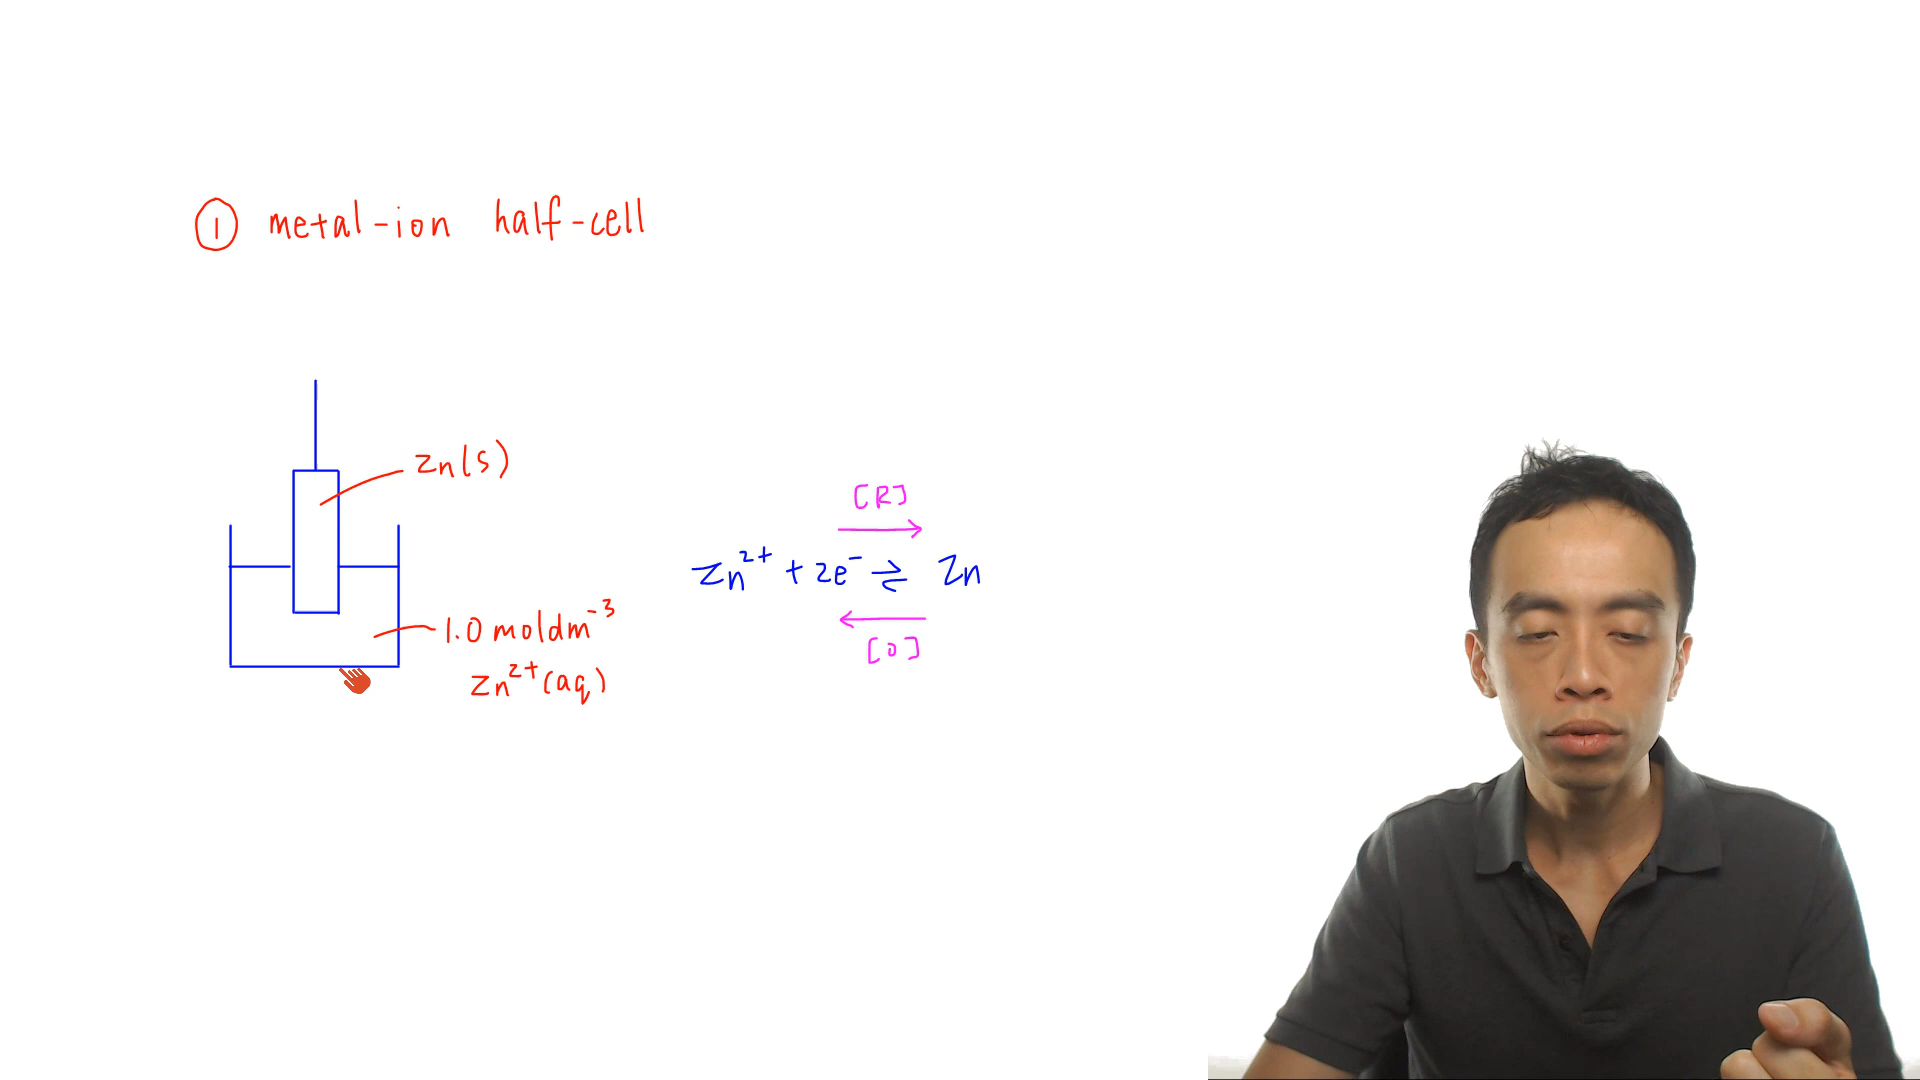 ① metal-ion half-cell
Zn(s)
[R]
Zn²⁺ + 2e⁻ ⇌ Zn
[O]
1.0 moldm⁻³
Zn²⁺(aq)